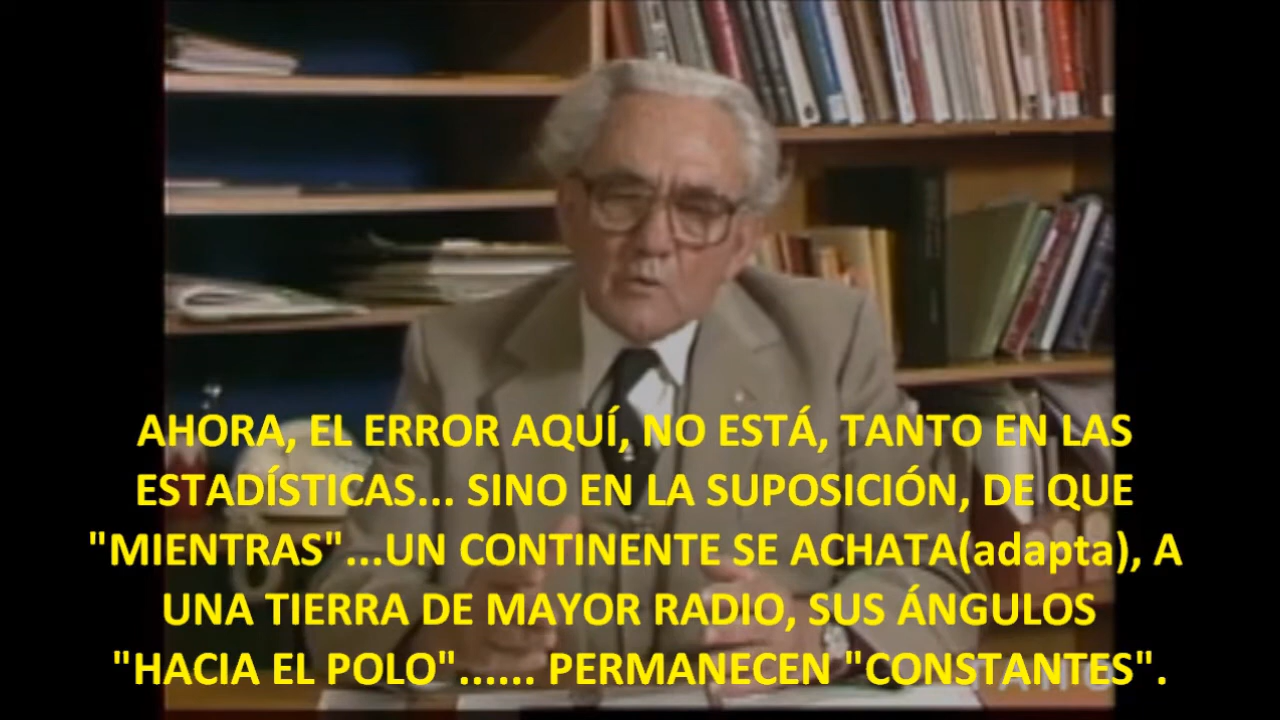 AHORA, EL ERROR AQUÍ, NO ESTÁ, TANTO EN LAS
ESTADÍSTICAS... SINO EN LA SUPOSICIÓN, DE QUE
"MIENTRAS"...UN CONTINENTE SE ACHATA(adapta), A
UNA TIERRA DE MAYOR RADIO, SUS ÁNGULOS
"HACIA EL POLO"...... PERMANECEN "CONSTANTES".